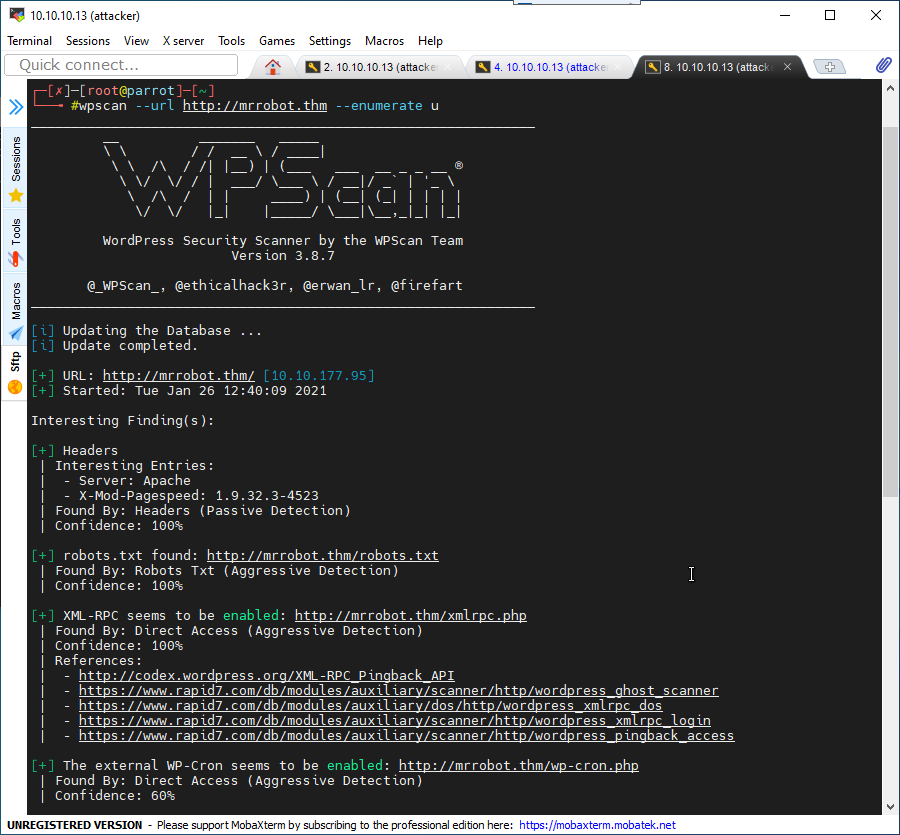 10.10.10.13 (attacker)
Terminal Sessions View X server Tools Games Settings Macros Help
Quick connect...
2. 10.10.10.13 (attacke
4. 10.10.10.13 (attacke
8. 10.10.10.13 (attacke
Sessions
Tools
Macros
Sftp
┌─[✗]─[root@parrot]─[~]
└──╼ #wpscan --url http://mrrobot.thm --enumerate u
WPScan ®
WordPress Security Scanner by the WPScan Team
Version 3.8.7
@_WPScan_, @ethicalhack3r, @erwan_lr, @firefart
[i] Updating the Database ...
[i] Update completed.
[+] URL: http://mrrobot.thm/ [10.10.177.95]
[+] Started: Tue Jan 26 12:40:09 2021
Interesting Finding(s):
[+] Headers
| Interesting Entries:
|  - Server: Apache
|  - X-Mod-Pagespeed: 1.9.32.3-4523
| Found By: Headers (Passive Detection)
| Confidence: 100%
[+] robots.txt found: http://mrrobot.thm/robots.txt
| Found By: Robots Txt (Aggressive Detection)
| Confidence: 100%
[+] XML-RPC seems to be enabled: http://mrrobot.thm/xmlrpc.php
| Found By: Direct Access (Aggressive Detection)
| Confidence: 100%
| References:
|  - http://codex.wordpress.org/XML-RPC_Pingback_API
|  - https://www.rapid7.com/db/modules/auxiliary/scanner/http/wordpress_ghost_scanner
|  - https://www.rapid7.com/db/modules/auxiliary/dos/http/wordpress_xmlrpc_dos
|  - https://www.rapid7.com/db/modules/auxiliary/scanner/http/wordpress_xmlrpc_login
|  - https://www.rapid7.com/db/modules/auxiliary/scanner/http/wordpress_pingback_access
[+] The external WP-Cron seems to be enabled: http://mrrobot.thm/wp-cron.php
| Found By: Direct Access (Aggressive Detection)
| Confidence: 60%
UNREGISTERED VERSION - Please support MobaXterm by subscribing to the professional edition here: https://mobaxterm.mobatek.net